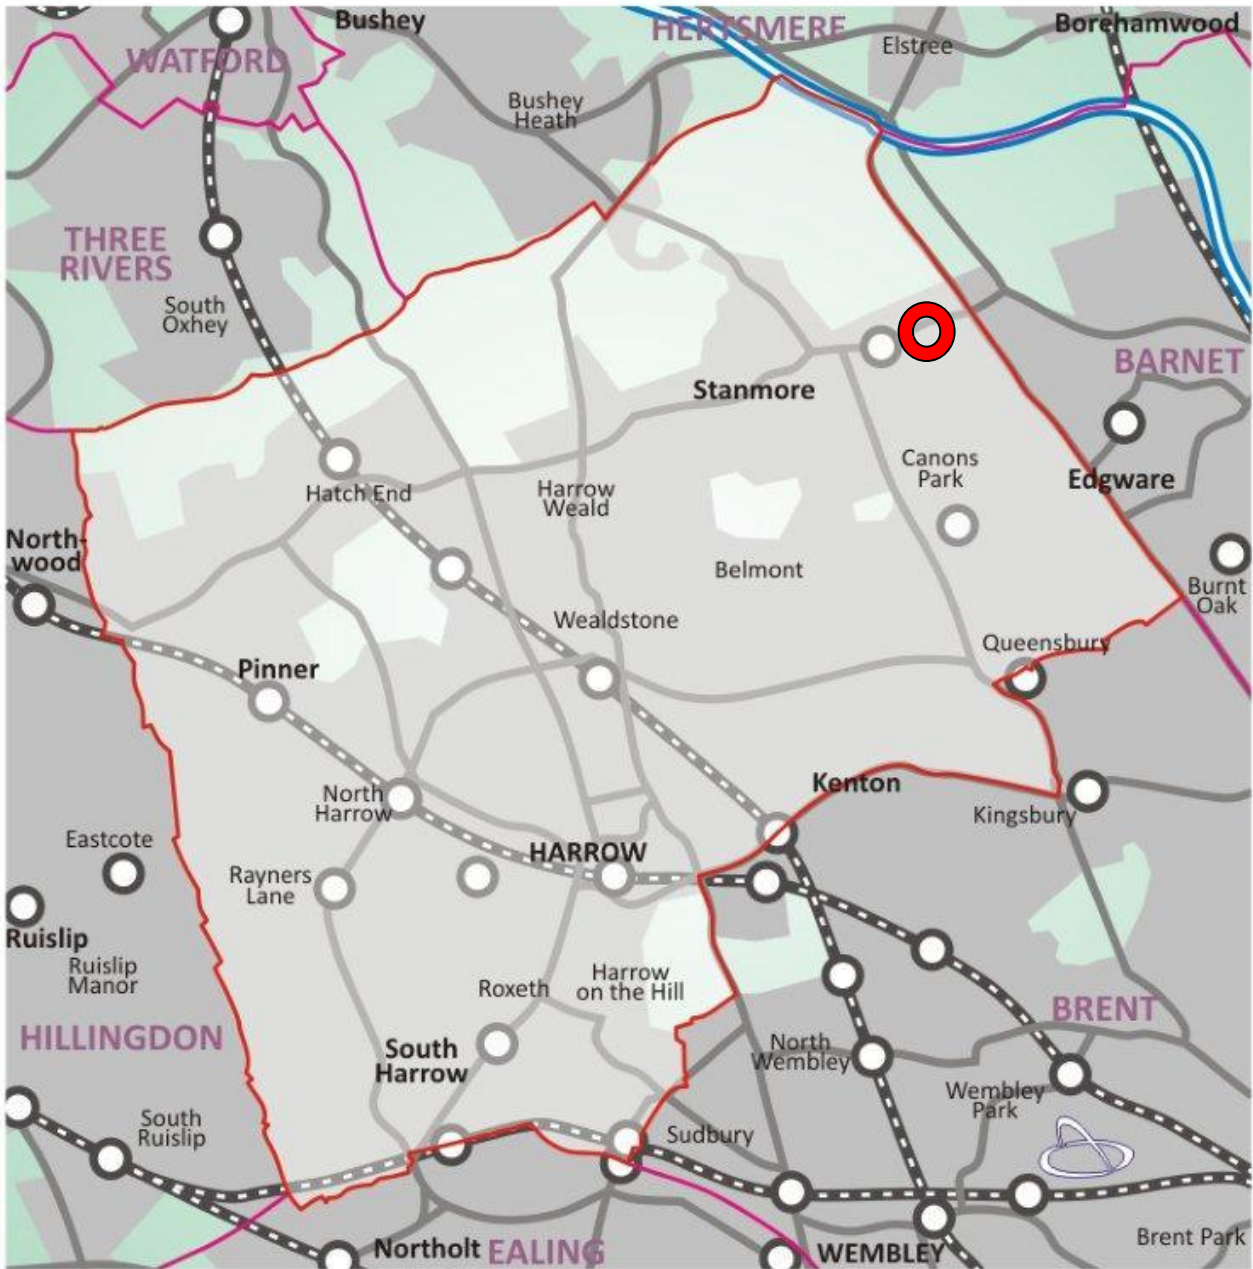 Bushey
HERTSMERE
Borehamwood
WATFORD
Elstree
Bushey
Heath
THREE
RIVERS
South
Oxhey
BARNET
Stanmore
Canons
Park
Edgware
Hatch End
Harrow
Weald
North-
wood
Belmont
Burnt
Oak
Wealdstone
Queensbury
Pinner
Kenton
North
Harrow
Kingsbury
Eastcote
HARROW
Rayners
Lane
Ruislip
Ruislip
Manor
Roxeth
Harrow
on the Hill
HILLINGDON
BRENT
South
Harrow
North
Wembley
Wembley
Park
South
Ruislip
Sudbury
Brent Park
Northolt
EALING
WEMBLEY